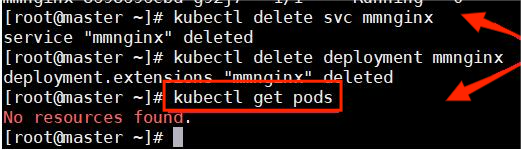 [root@master ~]# kubectl delete svc mmnginx
service "mmnginx" deleted
[root@master ~]# kubectl delete deployment mmnginx
deployment.extensions "mmnginx" deleted
[root@master ~]# kubectl get pods
No resources found.
[root@master ~]#